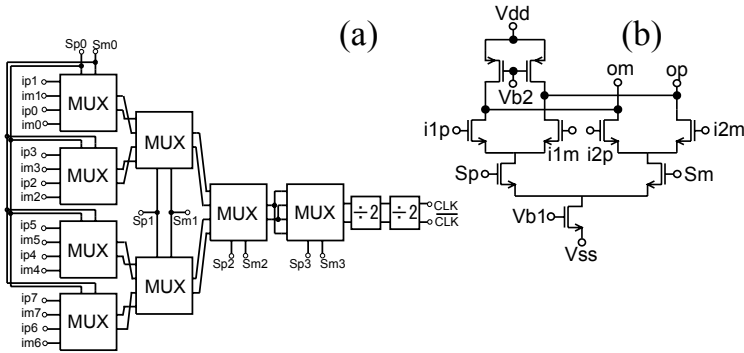 (a)
Sp0 Sm0
ip1
im1
ip0
im0
MUX
ip3
im3
ip2
im2
MUX
ip5
im5
ip4
im4
MUX
ip7
im7
ip6
im6
MUX
MUX
Sp1 Sm1
MUX
MUX
Sp2 Sm2
MUX
Sp3 Sm3
÷2 ÷2
CLK
CLK
(b)
Vdd
Vb2
om op
i1p i1m i2p i2m
Sp Sm
Vb1
Vss